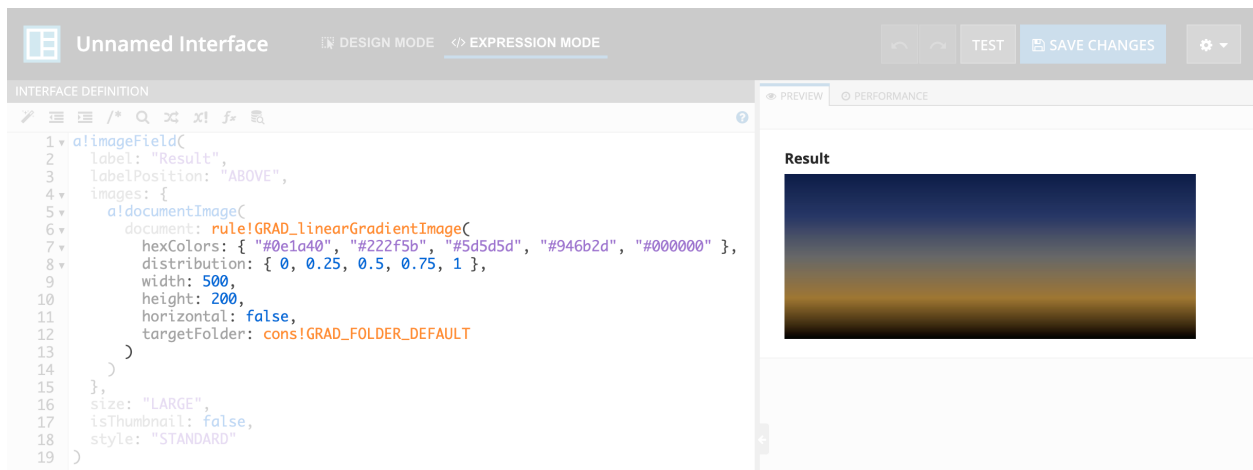 Unnamed Interface
DESIGN MODE
</> EXPRESSION MODE
TEST
SAVE CHANGES
INTERFACE DEFINITION
PREVIEW
PERFORMANCE
/*
x!
fx
?
1 a!imageField(
2 label: "Result",
3 labelPosition: "ABOVE",
4 images: {
5 a!documentImage(
6 document: rule!GRAD_linearGradientImage(
7 hexColors: { "#0e1a40", "#222f5b", "#5d5d5d", "#946b2d", "#000000" },
8 distribution: { 0, 0.25, 0.5, 0.75, 1 },
9 width: 500,
10 height: 200,
11 horizontal: false,
12 targetFolder: cons!GRAD_FOLDER_DEFAULT
13 )
14 )
15 },
16 size: "LARGE",
17 isThumbnail: false,
18 style: "STANDARD"
19 )
Result